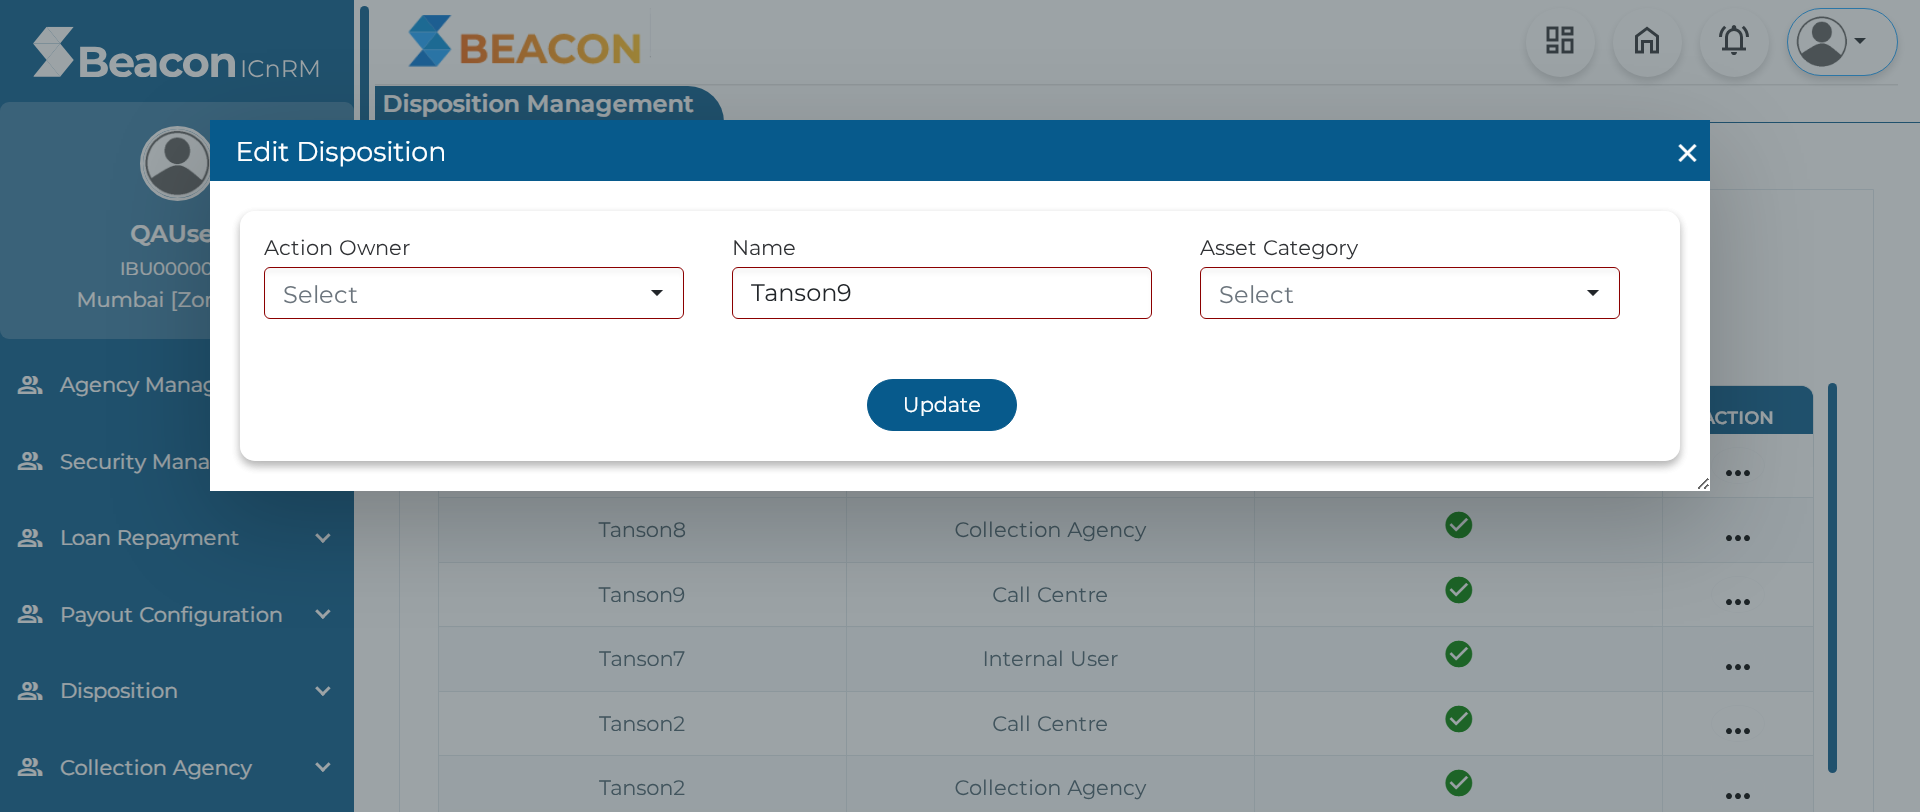 Beacon ICnRM
BEACON
Disposition Management
Edit Disposition
QAUse
IBU00000
Mumbai [Zor
Action Owner
Name
Asset Category
Select
Tanson9
Select
Update
Agency Manag
Security Mana
Loan Repayment
Payout Configuration
Disposition
Collection Agency
ACTION
Tanson8 Collection Agency
Tanson9 Call Centre
Tanson7 Internal User
Tanson2 Call Centre
Tanson2 Collection Agency